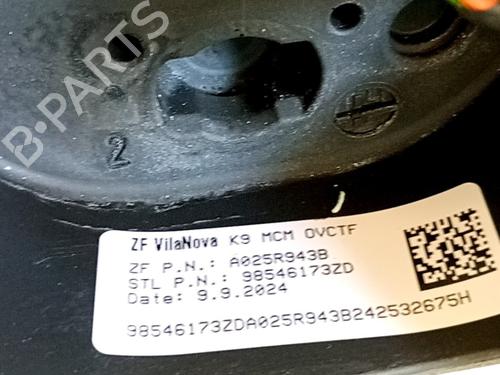 B-PARTS
2
ZF VilaNova K9 MCM OVCTF
ZF P.N.: A025R943B
STL P.N.: 98546173ZD
Date: 9.9.2024
98546173ZDA025R943B242532675H